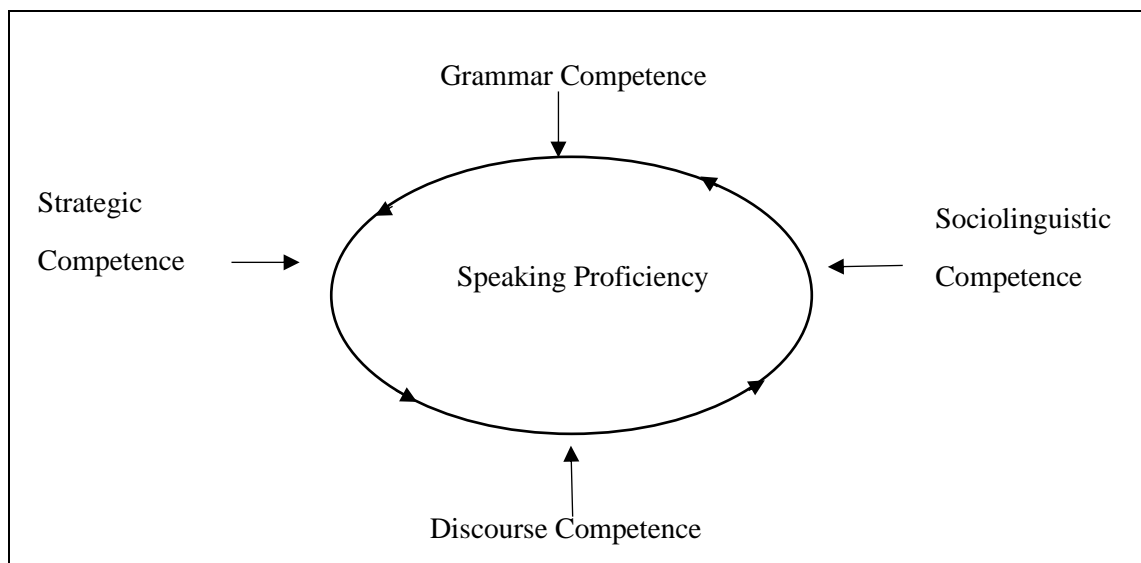 Grammar Competence
Strategic
Competence
Speaking Proficiency
Sociolinguistic
Competence
Discourse Competence